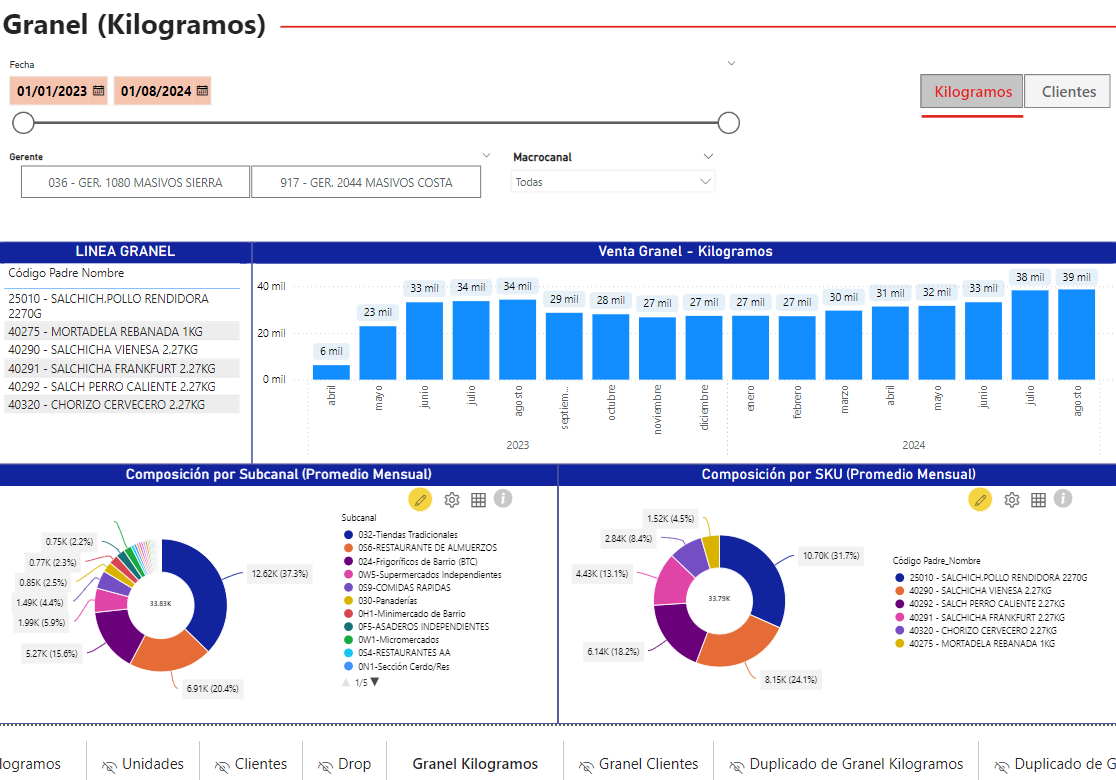 Granel (Kilogramos)
Fecha
01/01/2023
01/08/2024
Kilogramos
Clientes
Gerente
036 - GER. 1080 MASIVOS SIERRA
917 - GER. 2044 MASIVOS COSTA
Macrocanal
Todas
LINEA GRANEL
Código Padre Nombre
25010 - SALCHICH.POLLO RENDIDORA
2270G
40275 - MORTADELA REBANADA 1KG
40290 - SALCHICHA VIENESA 2.27KG
40291 - SALCHICHA FRANKFURT 2.27KG
40292 - SALCH PERRO CALIENTE 2.27KG
40320 - CHORIZO CERVECERO 2.27KG
Venta Granel - Kilogramos
40 mil
20 mil
0 mil
6 mil
23 mil
33 mil
34 mil
34 mil
29 mil
28 mil
27 mil
27 mil
27 mil
27 mil
30 mil
31 mil
32 mil
33 mil
38 mil
39 mil
abril
mayo
junio
julio
agosto
septiem...
octubre
noviembre
diciembre
enero
febrero
marzo
abril
mayo
junio
julio
agosto
2023
2024
Composición por Subcanal (Promedio Mensual)
0.75K (2.2%)
0.77K (2.3%)
0.85K (2.5%)
1.49K (4.4%)
1.99K (5.9%)
5.27K (15.6%)
6.91K (20.4%)
12.62K (37.3%)
33.83K
Subcanal
032-Tiendas Tradicionales
0S6-RESTAURANTE DE ALMUERZOS
024-Frigoríficos de Barrio (BTC)
0W5-Supermercados Independientes
0S9-COMIDAS RAPIDAS
030-Panaderías
0H1-Minimercado de Barrio
0F5-ASADEROS INDEPENDIENTES
0W1-Micromercados
0S4-RESTAURANTES AA
0N1-Sección Cerdo/Res
1/5
Composición por SKU (Promedio Mensual)
1.52K (4.5%)
2.84K (8.4%)
4.43K (13.1%)
6.14K (18.2%)
8.15K (24.1%)
10.70K (31.7%)
33.79K
Código Padre_Nombre
25010 - SALCHICH.POLLO RENDIDORA 2270G
40290 - SALCHICHA VIENESA 2.27KG
40292 - SALCH PERRO CALIENTE 2.27KG
40291 - SALCHICHA FRANKFURT 2.27KG
40320 - CHORIZO CERVECERO 2.27KG
40275 - MORTADELA REBANADA 1KG
logramos
Unidades
Clientes
Drop
Granel Kilogramos
Granel Clientes
Duplicado de Granel Kilogramos
Duplicado de G